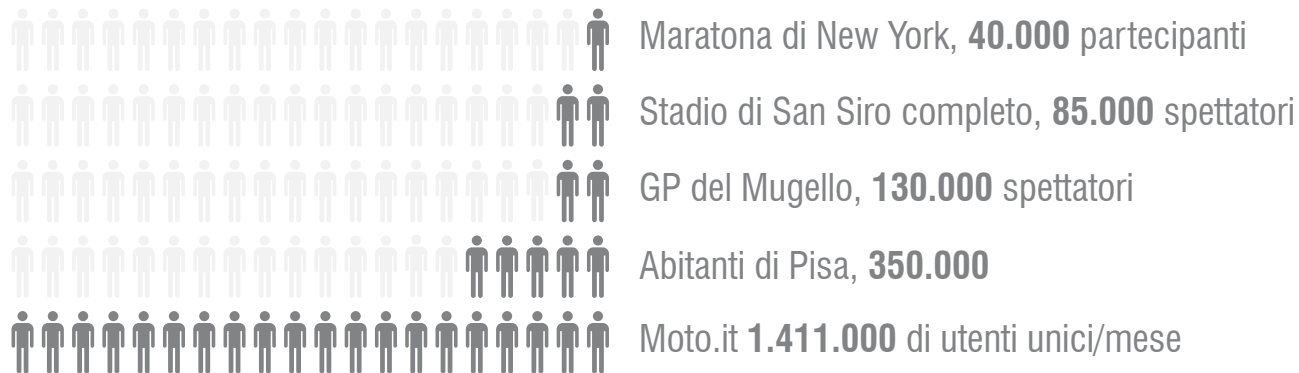 Maratona di New York, 40.000 partecipanti
Stadio di San Siro completo, 85.000 spettatori
GP del Mugello, 130.000 spettatori
Abitanti di Pisa, 350.000
Moto.it 1.411.000 di utenti unici/mese